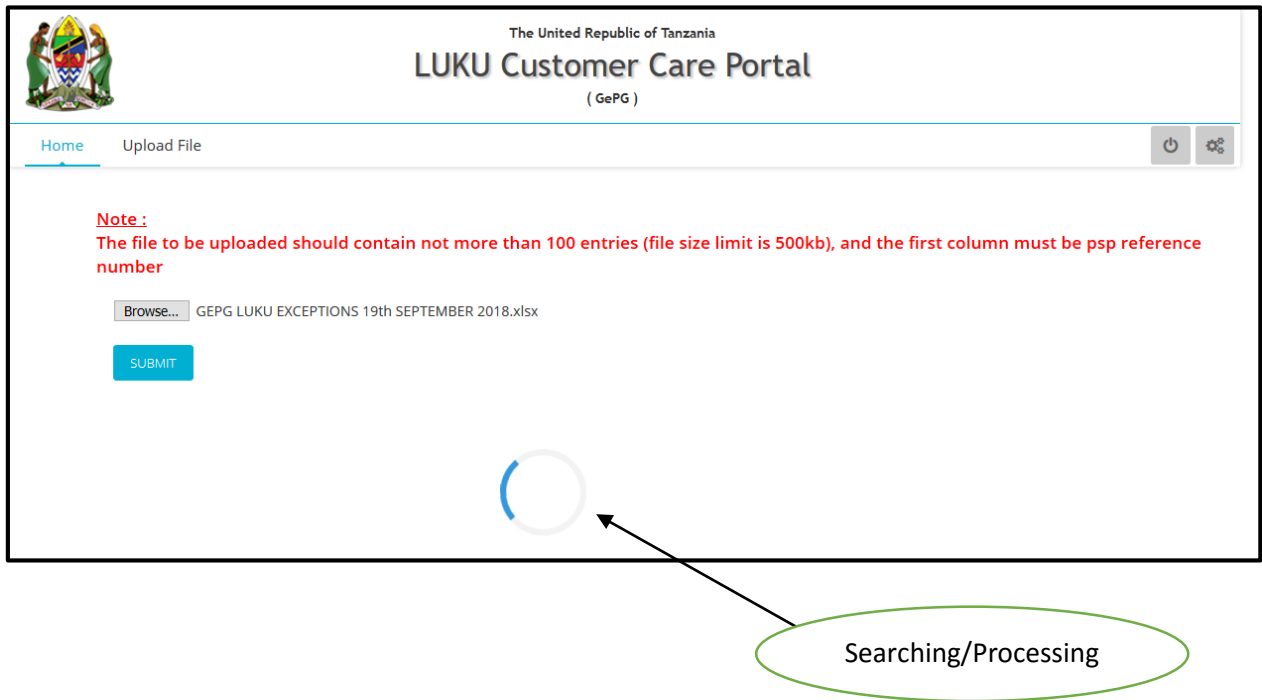 The United Republic of Tanzania
LUKU Customer Care Portal
( GePG )
Home Upload File
Note :
The file to be uploaded should contain not more than 100 entries (file size limit is 500kb), and the first column must be psp reference
number
Browse... GEPG LUKU EXCEPTIONS 19th SEPTEMBER 2018.xlsx
SUBMIT
Searching/Processing